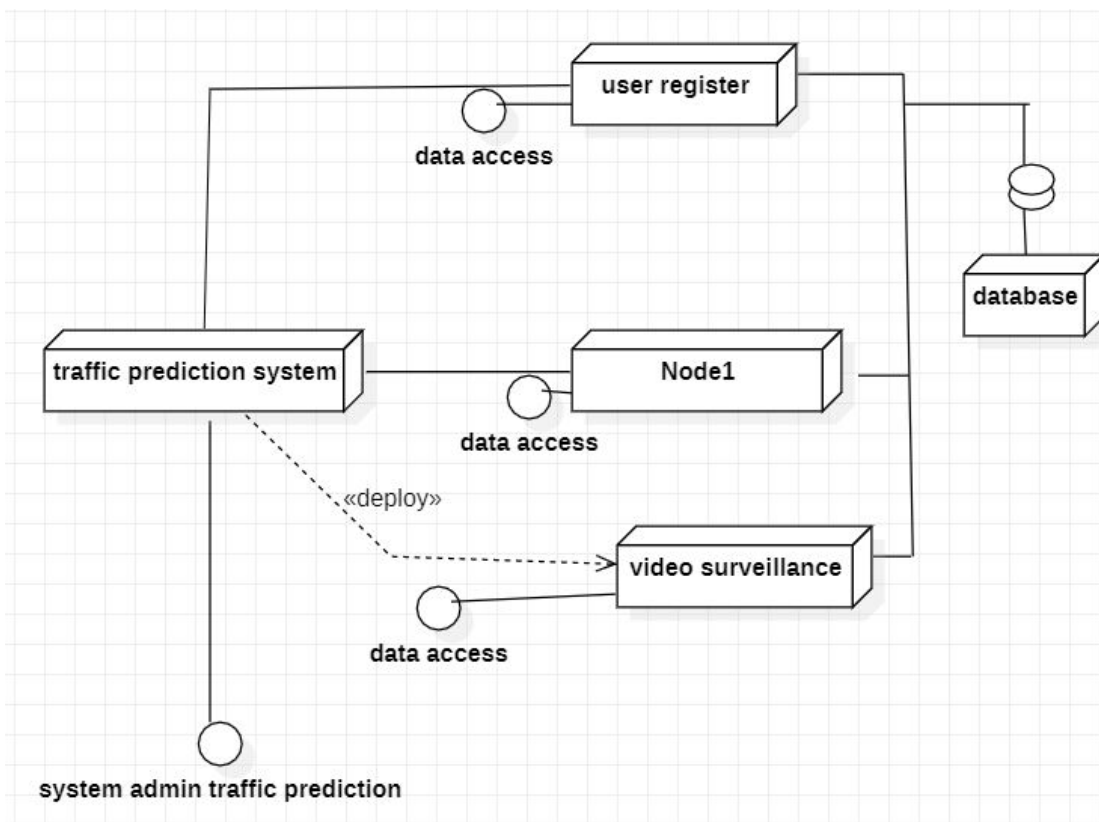 user register
data access
database
traffic prediction system
Node1
data access
«deploy»
video surveillance
data access
system admin traffic prediction